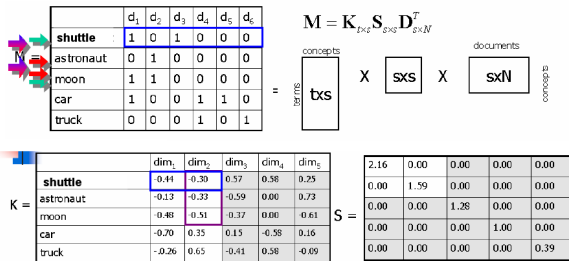 d1 d2 d3 d4 d5 d6
shuttle 1 0 1 0 0 0
astronaut 0 1 0 0 0 0
moon 1 1 0 0 0 0
car 1 0 0 1 1 0
truck 0 0 0 1 0 1
M =
=
M = K t×s S s×s D T s×N
concepts
terms
txs
X
sxs
X
documents
sxN
concepts
dim1 dim2 dim3 dim4 dim5
shuttle -0.44 -0.30 0.57 0.58 0.25
astronaut -0.13 -0.33 -0.59 0.00 0.73
moon -0.48 -0.51 -0.37 0.00 -0.61
car -0.70 0.35 0.15 -0.58 0.16
truck -.0.26 0.65 -0.41 0.58 -0.09
K =
S =
2.16 0.00 0.00 0.00 0.00
0.00 1.59 0.00 0.00 0.00
0.00 0.00 1.28 0.00 0.00
0.00 0.00 0.00 1.00 0.00
0.00 0.00 0.00 0.00 0.39